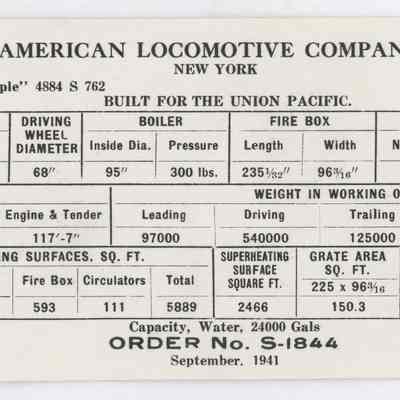 AMERICAN LOCOMOTIVE COMPAN
NEW YORK
ple" 4884 S 762
BUILT FOR THE UNION PACIFIC.
DRIVING WHEEL DIAMETER BOILER FIRE BOX
Inside Dia. Pressure Length Width N
68" 95" 300 lbs. 235 1/32" 96 3/16"
WEIGHT IN WORKING O
Engine & Tender Leading Driving Trailing
117'-7" 97000 540000 125000
NG SURFACES, SQ. FT. SUPERHEATING SURFACE SQUARE FT. GRATE AREA SQ. FT.
Fire Box Circulators Total 225 x 96 3/16
593 111 5889 2466 150.3
Capacity, Water, 24000 Gals
ORDER No. S-1844
September. 1941